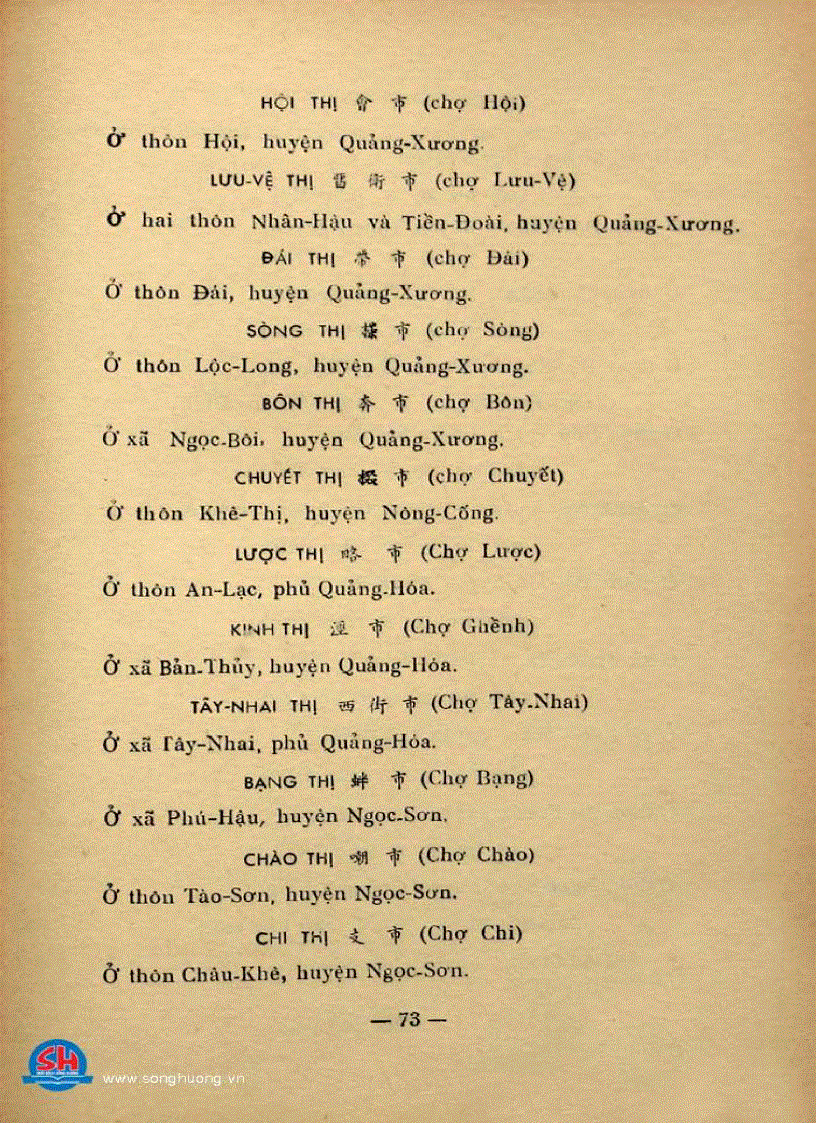 HỘI THỊ 會 市 (chợ Hội)
Ở thôn Hội, huyện Quảng-Xương.
LƯU-VỆ THỊ 衛 市 (chợ Lưu-Vệ)
Ở hai thôn Nhân-Hậu và Tiền-Đoài, huyện Quảng-Xương.
ĐÁI THỊ 帶 市 (chợ Đái)
Ở thôn Đái, huyện Quảng-Xương.
SÒNG THỊ 市 (chợ Sòng)
Ở thôn Lộc-Long, huyện Quảng-Xương.
BÔN THỊ 奔 市 (chợ Bôn)
Ở xã Ngọc-Bôi, huyện Quảng-Xương.
CHUYẾT THỊ 市 (chợ Chuyết)
Ở thôn Khê-Thị, huyện Nông-Cống.
LƯỢC THỊ 略 市 (Chợ Lược)
Ở thôn An-Lạc, phủ Quảng-Hóa.
KINH THỊ 涇 市 (Chợ Ghềnh)
Ở xã Bản-Thủy, huyện Quảng-Hóa.
TÂY-NHAI THỊ 西 街 市 (Chợ Tây-Nhai)
Ở xã Tây-Nhai, phủ Quảng-Hóa.
BẠNG THỊ 蚌 市 (Chợ Bạng)
Ở xã Phú-Hậu, huyện Ngọc-Sơn.
CHÀO THỊ 嘲 市 (Chợ Chào)
Ở thôn Tào-Sơn, huyện Ngọc-Sơn.
CHI THỊ 支 市 (Chợ Chi)
Ở thôn Châu-Khê, huyện Ngọc-Sơn.
— 73 —
SH
www.songhuong.vn